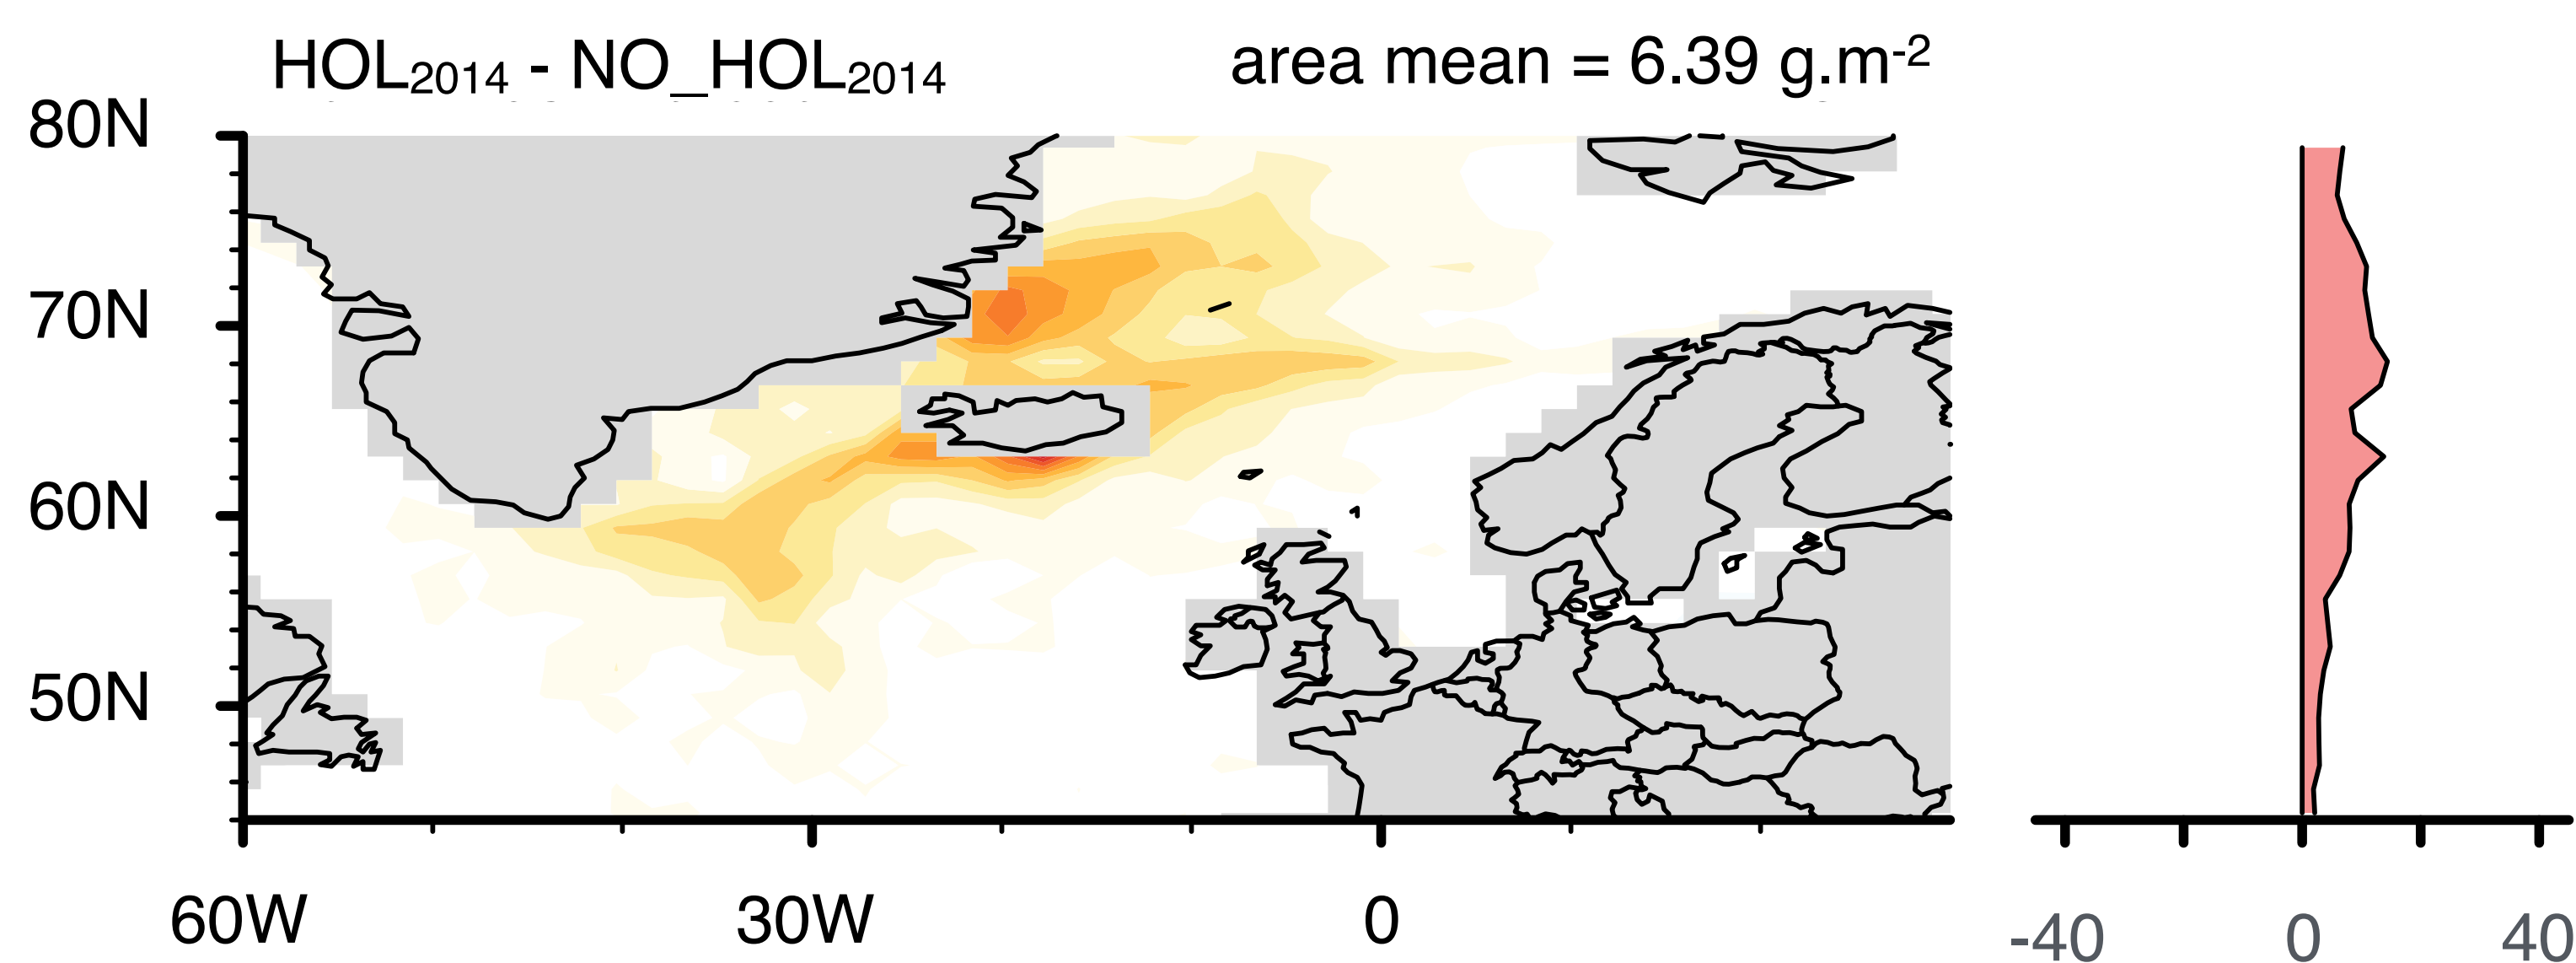 HOL2014 - NO_HOL2014 area mean = 6.39 g.m-2
80N
70N
60N
50N
60W 30W 0 -40 0 40